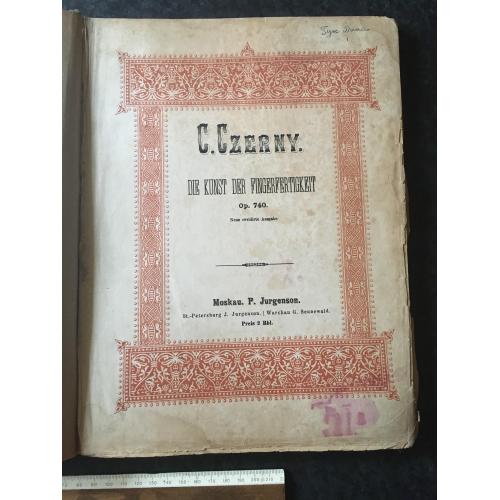 C. CZERNY.
DIE KUNST DER FINGERFERTIGKEIT
Op. 740.
Neue revidirte Ausgabe
Moskau. P. Jurgenson.
St.-Petersburg J. Jurgenson. | Warschau G. Sennewald.
Preis 2 Rbl.